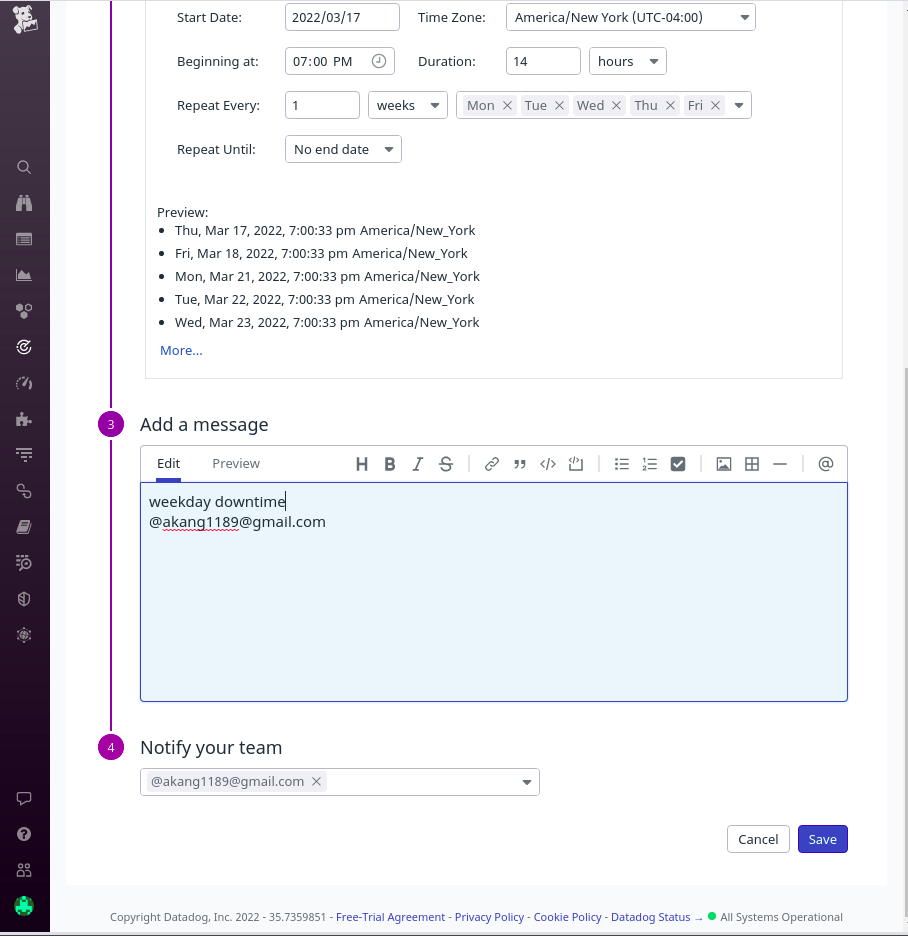 Start Date: 2022/03/17 Time Zone: America/New York (UTC-04:00)
Beginning at: 07:00 PM Duration: 14 hours
Repeat Every: 1 weeks Mon Tue Wed Thu Fri
Repeat Until: No end date
Preview:
Thu, Mar 17, 2022, 7:00:33 pm America/New_York
Fri, Mar 18, 2022, 7:00:33 pm America/New_York
Mon, Mar 21, 2022, 7:00:33 pm America/New_York
Tue, Mar 22, 2022, 7:00:33 pm America/New_York
Wed, Mar 23, 2022, 7:00:33 pm America/New_York
More...
3 Add a message
Edit Preview H B I S
weekday downtime
@akang1189@gmail.com
4 Notify your team
@akang1189@gmail.com
Cancel Save
Copyright Datadog, Inc. 2022 - 35.7359851 - Free-Trial Agreement - Privacy Policy - Cookie Policy - Datadog Status → All Systems Operational